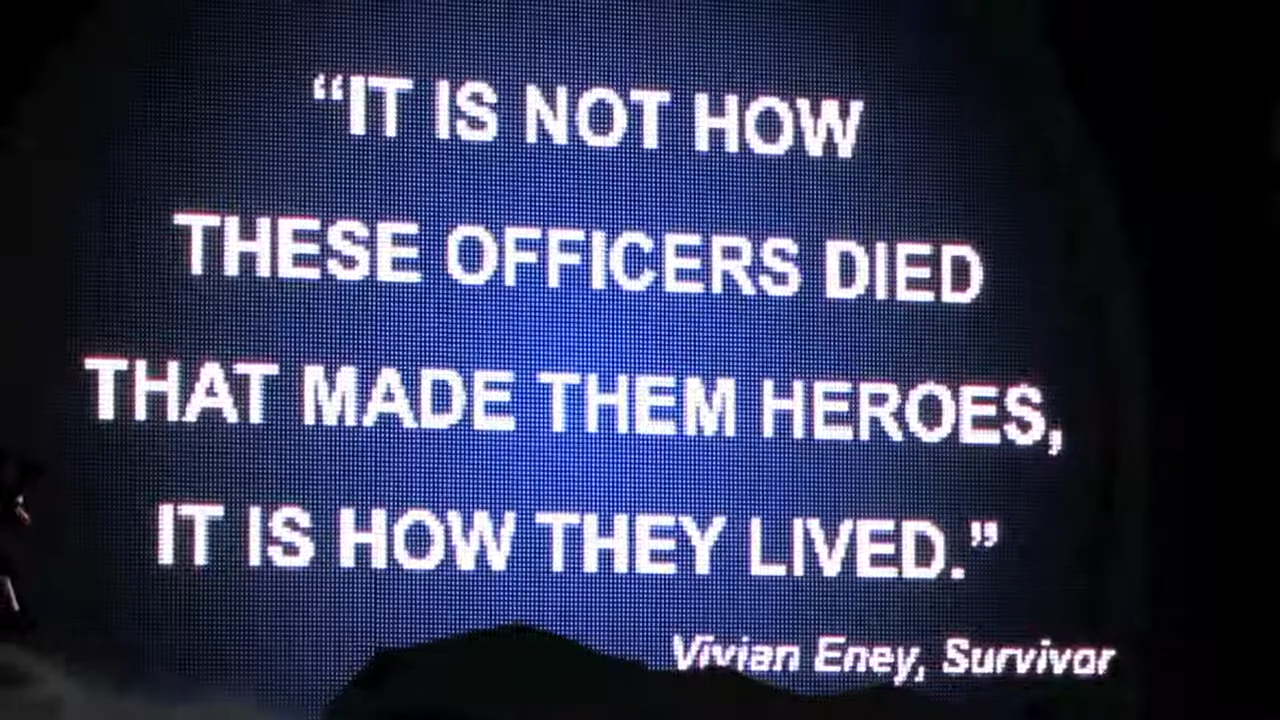 “IT IS NOT HOW
THESE OFFICERS DIED
THAT MADE THEM HEROES,
IT IS HOW THEY LIVED.”
Vivian Eney, Survivor